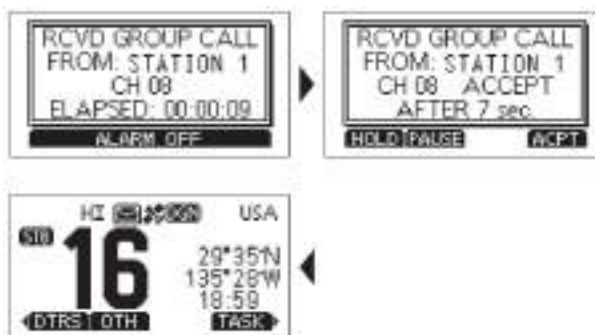 RCVD GROUP CALL
FROM: STATION 1
CH 08
ELAPSED: 00:00:09
ALARM OFF
RCVD GROUP CALL
FROM: STATION 1
CH 08 ACCEPT
AFTER 7 sec.
HOLD PAUSE ACPT
HI DSN USA
STB 16
29°35'N
135°28'W
18:59
DTRS OTH TASK